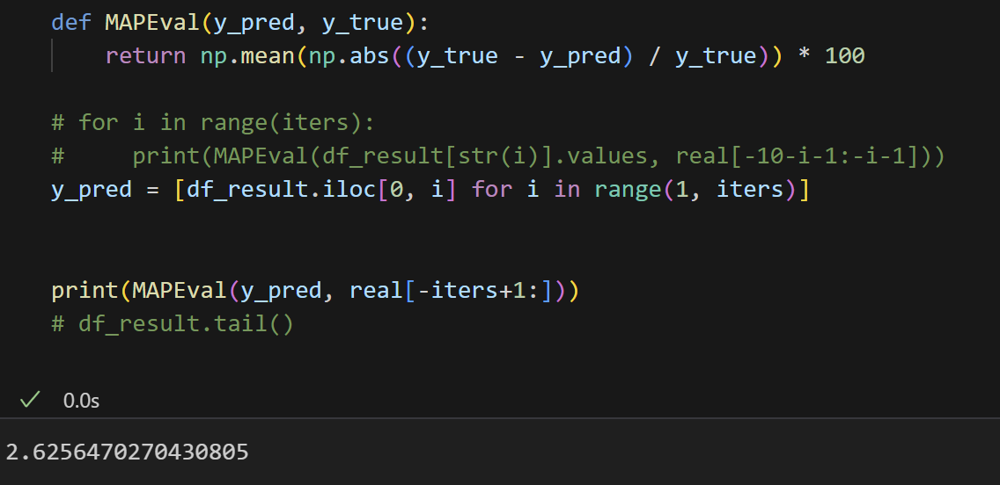 def MAPEval(y_pred, y_true):
    return np.mean(np.abs((y_true - y_pred) / y_true)) * 100
# for i in range(iters):
#     print(MAPEval(df_result[str(i)].values, real[-10-i-1:-i-1]))
y_pred = [df_result.iloc[0, i] for i in range(1, iters)]
print(MAPEval(y_pred, real[-iters+1:]))
# df_result.tail()
0.0s
2.6256470270430805